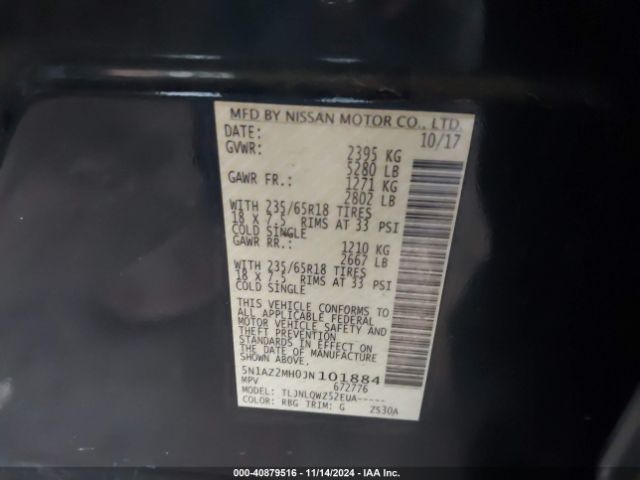 MFD BY NISSAN MOTOR CO., LTD.
DATE: 10/17
GVWR: 2395 KG
5280 LB
GAWR FR.: 1271 KG
2802 LB
WITH 235/65R18 TIRES
18 X 7.5 RIMS AT 33 PSI
COLD SINGLE
GAWR RR.: 1210 KG
2667 LB
WITH 235/65R18 TIRES
18 X 7.5 RIMS AT 33 PSI
COLD SINGLE
THIS VEHICLE CONFORMS TO
ALL APPLICABLE FEDERAL
MOTOR VEHICLE SAFETY AND
THEFT PREVENTION
STANDARDS IN EFFECT ON
THE DATE OF MANUFACTURE
SHOWN ABOVE.
5N1AZ2MH0JN101884
MPV 672776
MODEL: TLJNLQWZ52EUA-----
COLOR: RBG TRIM: G ZS30A
000-40879516 - 11/14/2024 - IAA Inc.